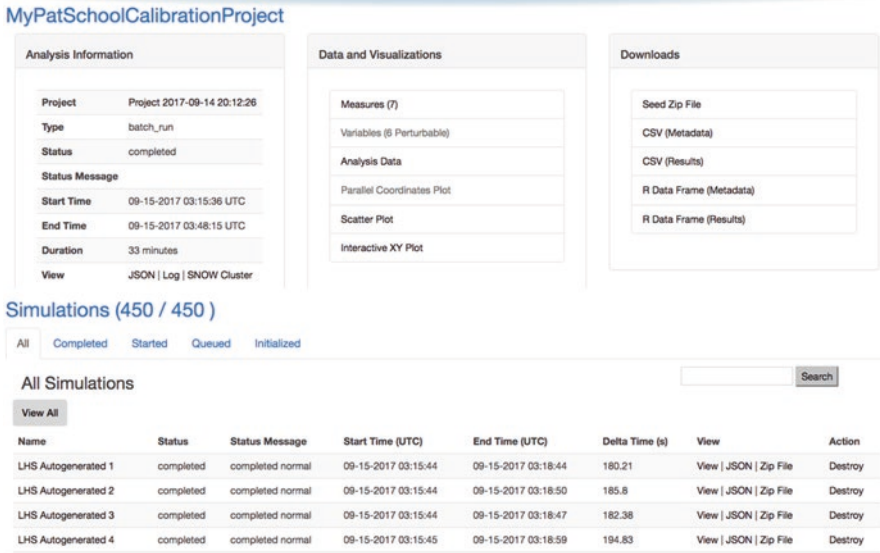 MyPatSchoolCalibrationProject
Analysis Information
Project Project 2017-09-14 20:12:26
Type batch_run
Status completed
Status Message
Start Time 09-15-2017 03:15:36 UTC
End Time 09-15-2017 03:48:15 UTC
Duration 33 minutes
View JSON | Log | SNOW Cluster
Data and Visualizations
Measures (7)
Variables (6 Perturbable)
Analysis Data
Parallel Coordinates Plot
Scatter Plot
Interactive XY Plot
Downloads
Seed Zip File
CSV (Metadata)
CSV (Results)
R Data Frame (Metadata)
R Data Frame (Results)
Simulations (450 / 450 )
All Completed Started Queued Initialized
All Simulations
Search
View All
Name Status Status Message Start Time (UTC) End Time (UTC) Delta Time (s) View Action
LHS Autogenerated 1 completed completed normal 09-15-2017 03:15:44 09-15-2017 03:18:44 180.21 View | JSON | Zip File Destroy
LHS Autogenerated 2 completed completed normal 09-15-2017 03:15:44 09-15-2017 03:18:50 185.8 View | JSON | Zip File Destroy
LHS Autogenerated 3 completed completed normal 09-15-2017 03:15:44 09-15-2017 03:18:47 182.38 View | JSON | Zip File Destroy
LHS Autogenerated 4 completed completed normal 09-15-2017 03:15:45 09-15-2017 03:18:59 194.83 View | JSON | Zip File Destroy